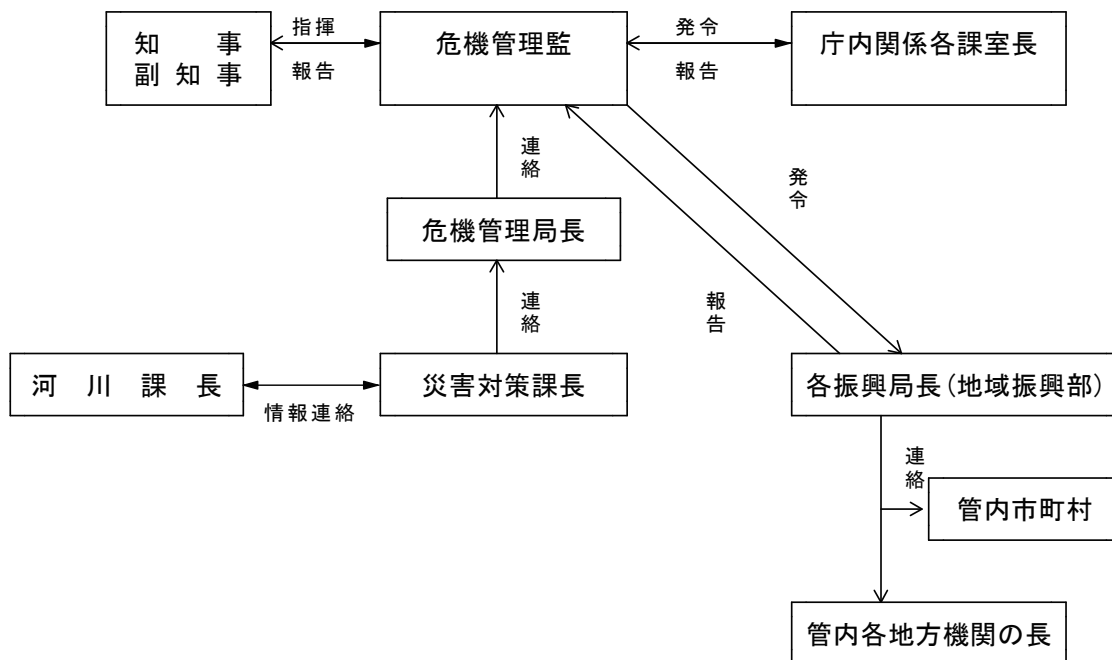 知 事
副 知 事
指揮
報告
危機管理監
発令
報告
庁内関係各課室長
連絡
発令
危機管理局長
連絡
報告
河 川 課 長
情報連絡
災害対策課長
各振興局長(地域振興部)
連絡
管内市町村
管内各地方機関の長